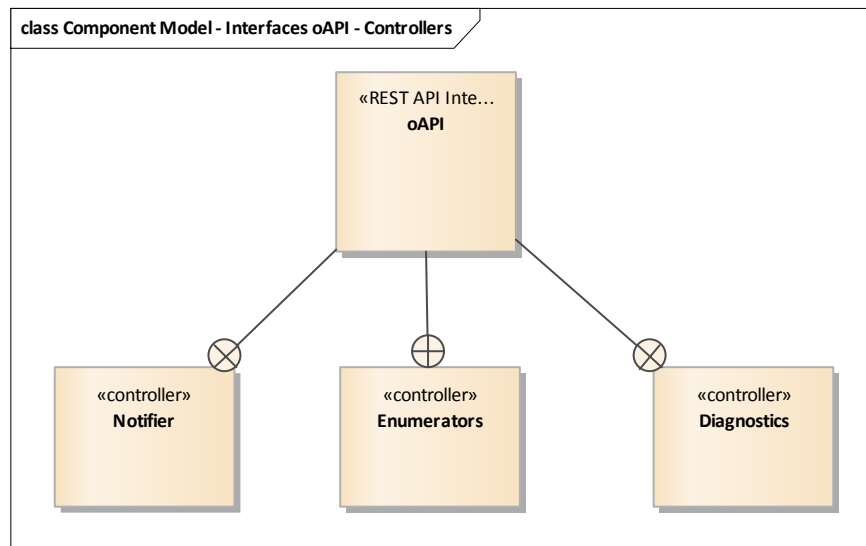 class Component Model - Interfaces oAPI - Controllers
«REST API Inte...
oAPI
«controller»
Notifier
«controller»
Enumerators
«controller»
Diagnostics